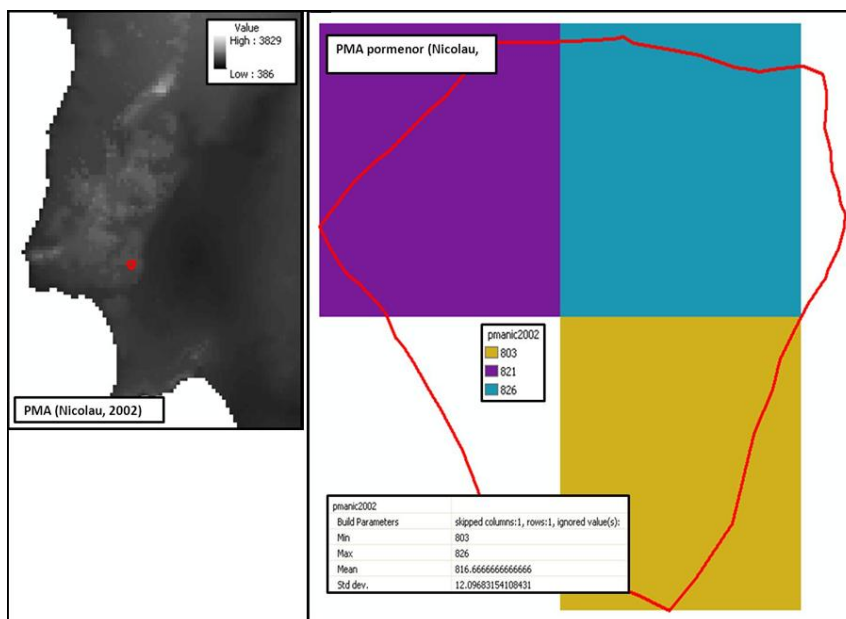 Value
High : 3829
Low : 386
PMA (Nicolau, 2002)
PMA pormenor (Nicolau,
pmanic2002
803
821
826
pmanic2002
Build Parameters skipped columns:1, rows:1, ignored value(s):
Min 803
Max 826
Mean 816.6666666666666
Std dev. 12.09683154108431